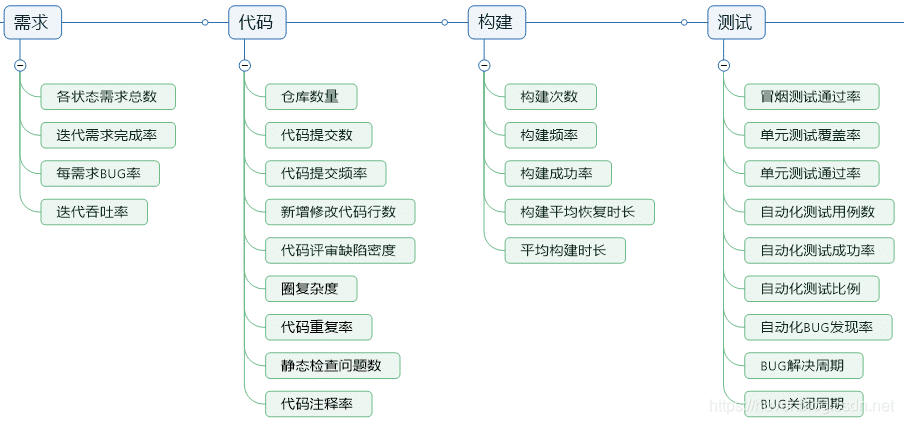 需求
各状态需求总数
迭代需求完成率
每需求BUG率
迭代吞吐率
代码
仓库数量
代码提交数
代码提交频率
新增修改代码行数
代码评审缺陷密度
圈复杂度
代码重复率
静态检查问题数
代码注释率
构建
构建次数
构建频率
构建成功率
构建平均恢复时长
平均构建时长
测试
冒烟测试通过率
单元测试覆盖率
单元测试通过率
自动化测试用例数
自动化测试成功率
自动化测试比例
自动化BUG发现率
BUG解决周期
BUG关闭周期